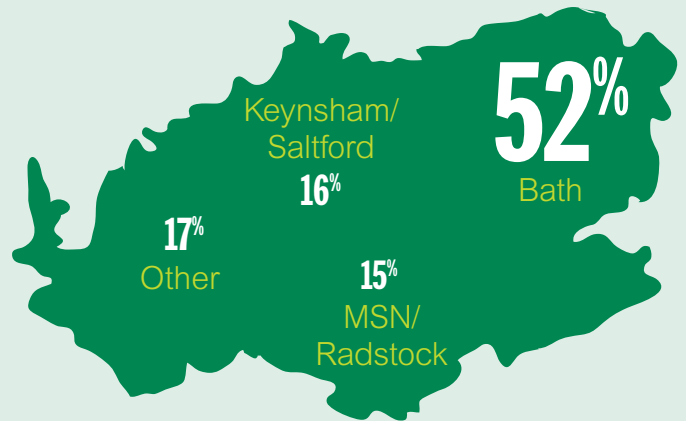 Keynsham/
Saltford
16%
52%
Bath
17%
Other
15%
MSN/
Radstock